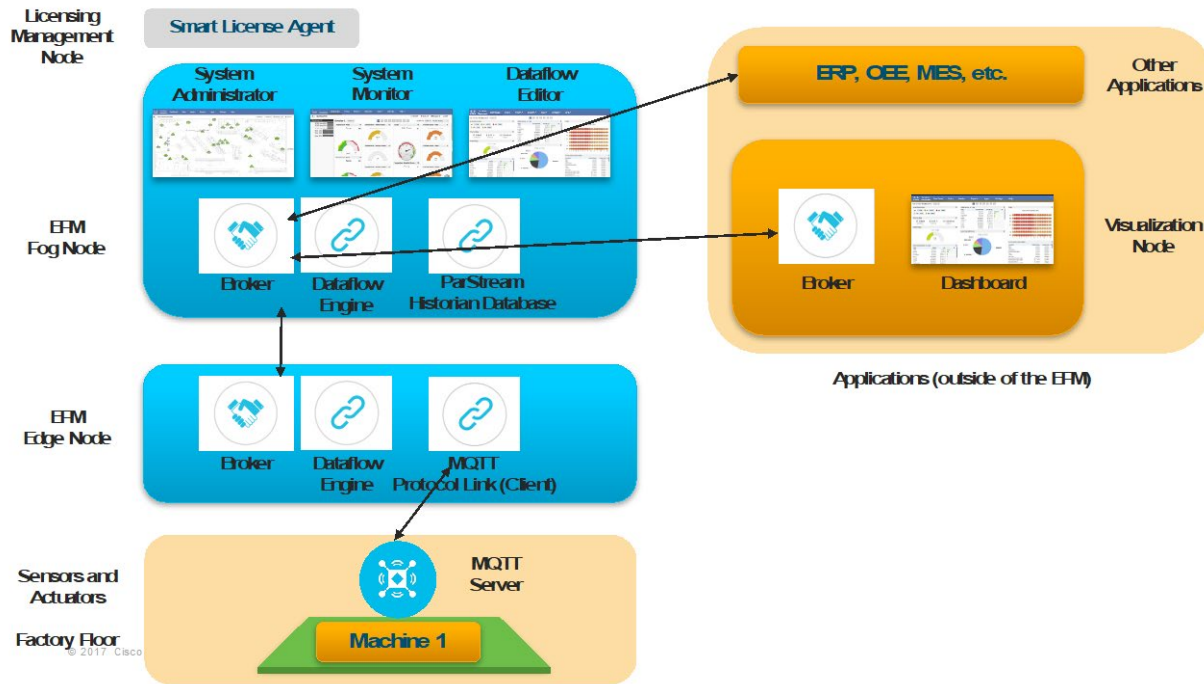 Licensing
Management
Node
Smart License Agent
System
Administrator
System
Monitor
Dataflow
Editor
EFM
Fog Node
Broker
Dataflow
Engine
ParStream
Historian Database
ERP, OEE, MES, etc.
Other
Applications
Broker
Dashboard
Visualization
Node
Applications (outside of the EFM)
EFM
Edge Node
Broker
Dataflow
Engine
MQTT
Protocol Link (Client)
Sensors and
Actuators
MQTT
Server
Factory Floor
Machine 1
© 2017 Cisco